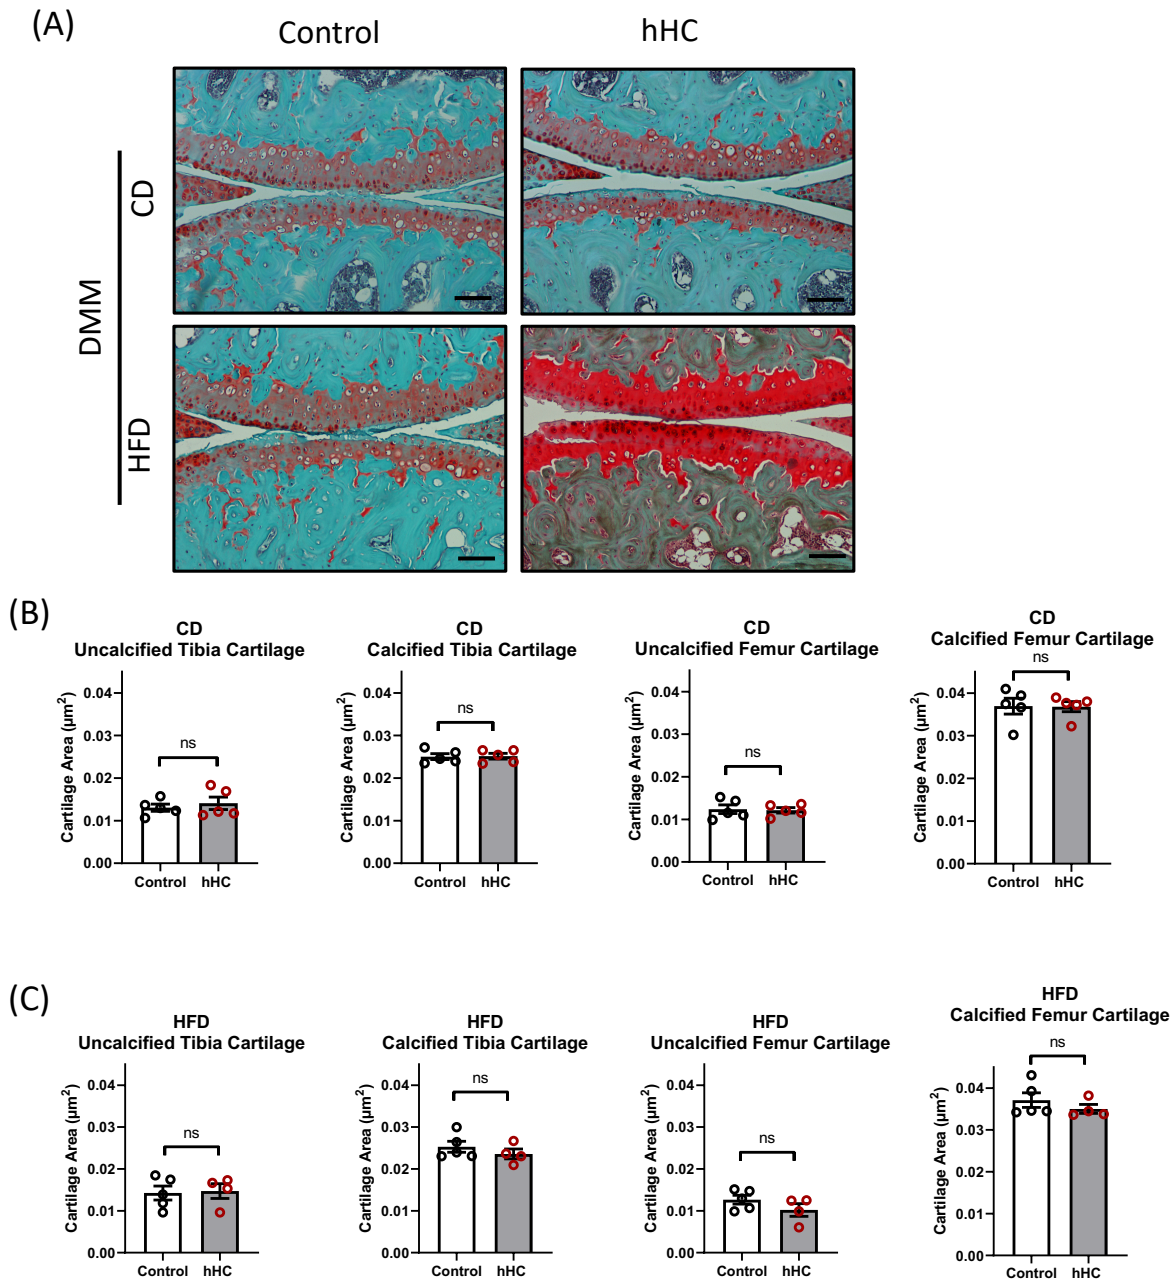 (A)
Control
hHC
DMM
CD
HFD
(B)
CD
Uncalcified Tibia Cartilage
Cartilage Area (µm²)
0.04
0.03
0.02
0.01
0.00
ns
Control
hHC
CD
Calcified Tibia Cartilage
Cartilage Area (µm²)
0.04
0.03
0.02
0.01
0.00
ns
Control
hHC
CD
Uncalcified Femur Cartilage
Cartilage Area (µm²)
0.04
0.03
0.02
0.01
0.00
ns
Control
hHC
CD
Calcified Femur Cartilage
Cartilage Area (µm²)
0.04
0.03
0.02
0.01
0.00
ns
Control
hHC
(C)
HFD
Uncalcified Tibia Cartilage
Cartilage Area (µm²)
0.04
0.03
0.02
0.01
0.00
ns
Control
hHC
HFD
Calcified Tibia Cartilage
Cartilage Area (µm²)
0.04
0.03
0.02
0.01
0.00
ns
Control
hHC
HFD
Uncalcified Femur Cartilage
Cartilage Area (µm²)
0.04
0.03
0.02
0.01
0.00
ns
Control
hHC
HFD
Calcified Femur Cartilage
Cartilage Area (µm²)
0.04
0.03
0.02
0.01
0.00
ns
Control
hHC